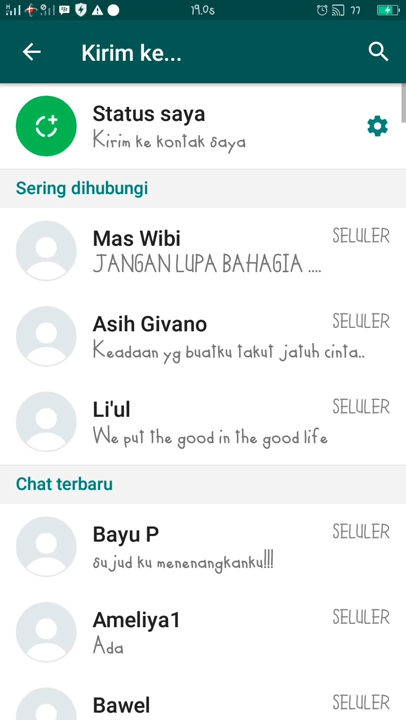 19.05
77
Kirim ke...
Status saya
Kirim ke kontak saya
Sering dihubungi
Mas Wibi
SELULER
JANGAN LUPA BAHAGIA ....
Asih Givano
SELULER
Keadaan yg buatku takut jatuh cinta..
Li'ul
SELULER
We put the good in the good life
Chat terbaru
Bayu P
SELULER
sujud ku menenangkanku!!!
Ameliya1
SELULER
Ada
Bawel
SELULER